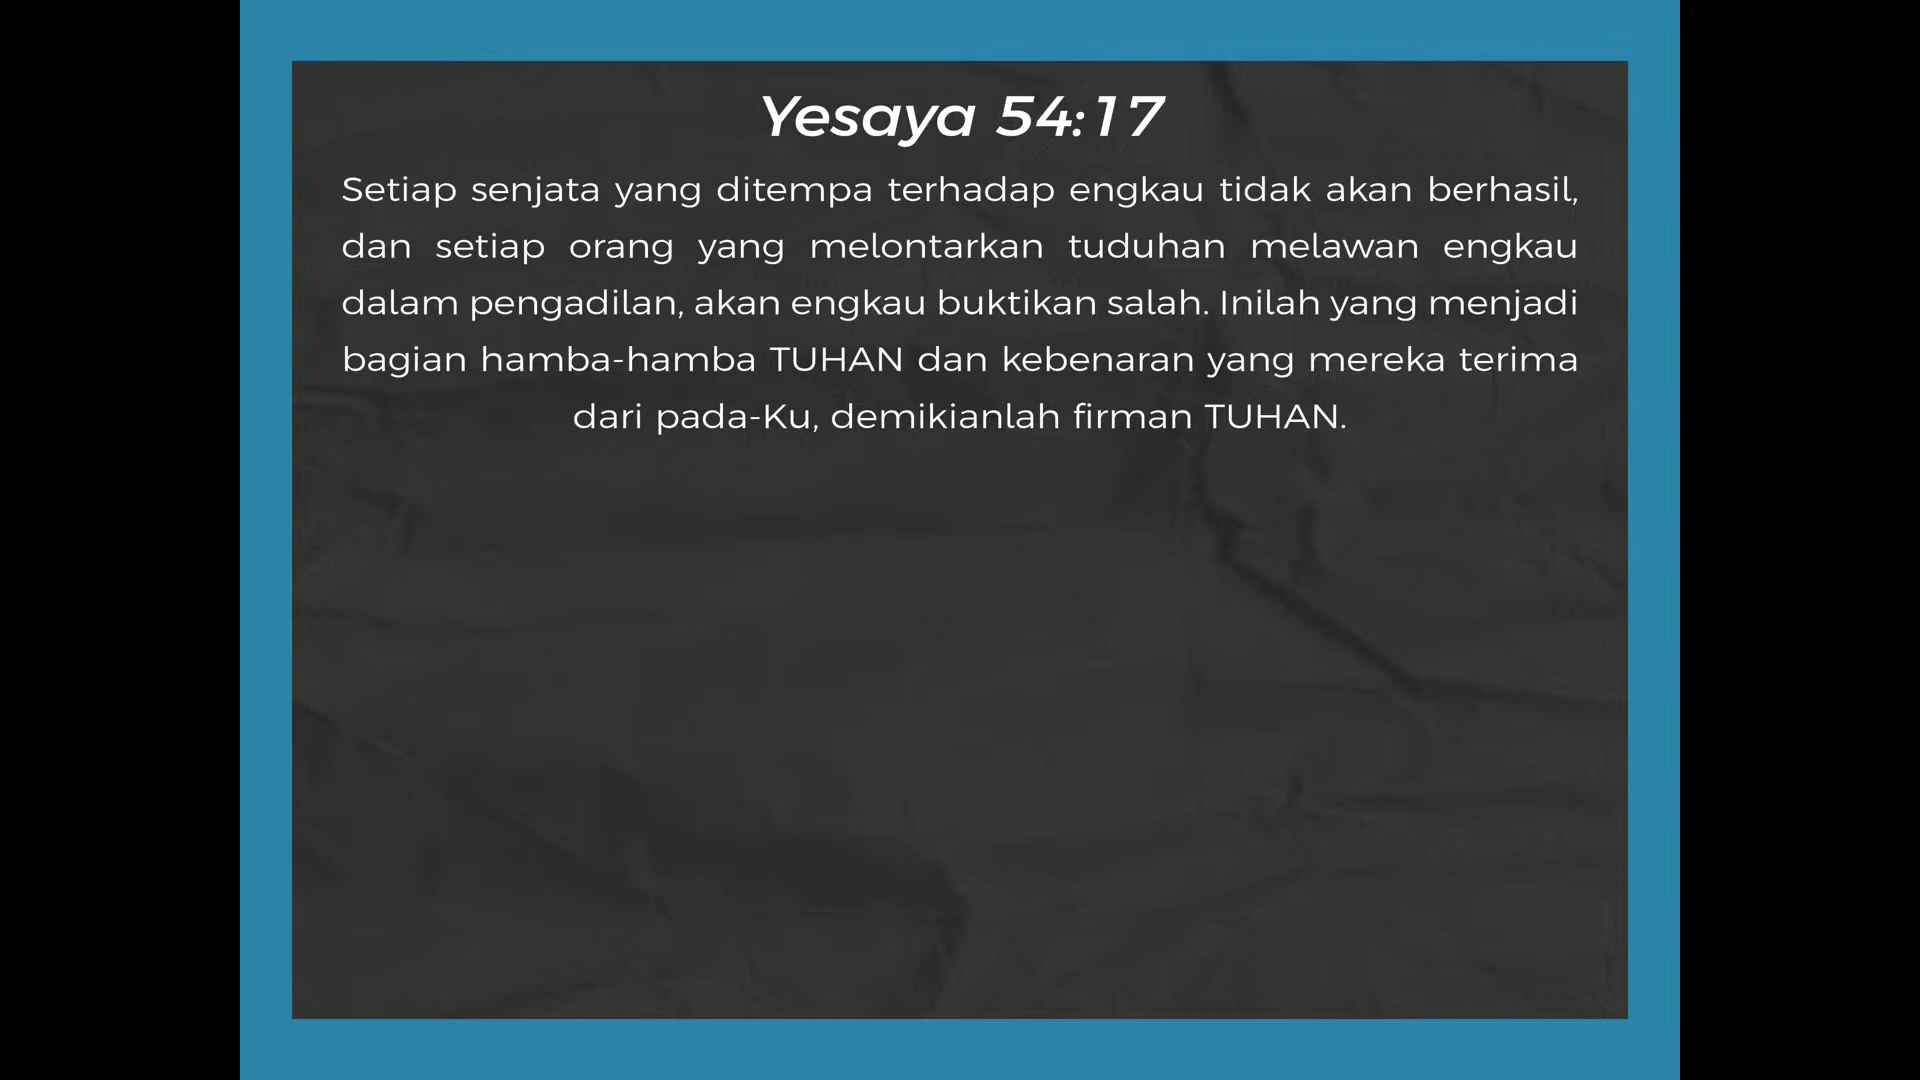 Yesaya 54:17
Setiap senjata yang ditempa terhadap engkau tidak akan berhasil,
dan setiap orang yang melontarkan tuduhan melawan engkau
dalam pengadilan, akan engkau buktikan salah. Inilah yang menjadi
bagian hamba-hamba TUHAN dan kebenaran yang mereka terima
dari pada-Ku, demikianlah firman TUHAN.